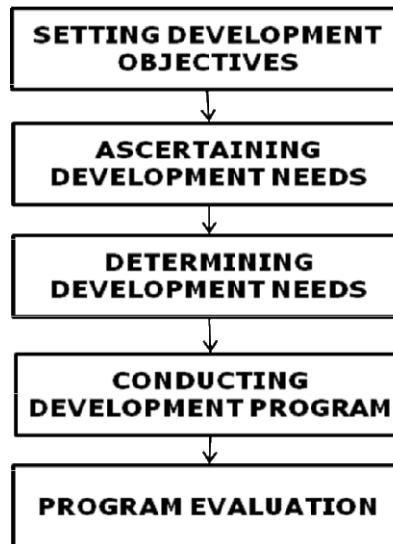 SETTING DEVELOPMENT
OBJECTIVES
ASCERTAINING
DEVELOPMENT NEEDS
DETERMINING
DEVELOPMENT NEEDS
CONDUCTING
DEVELOPMENT PROGRAM
PROGRAM EVALUATION